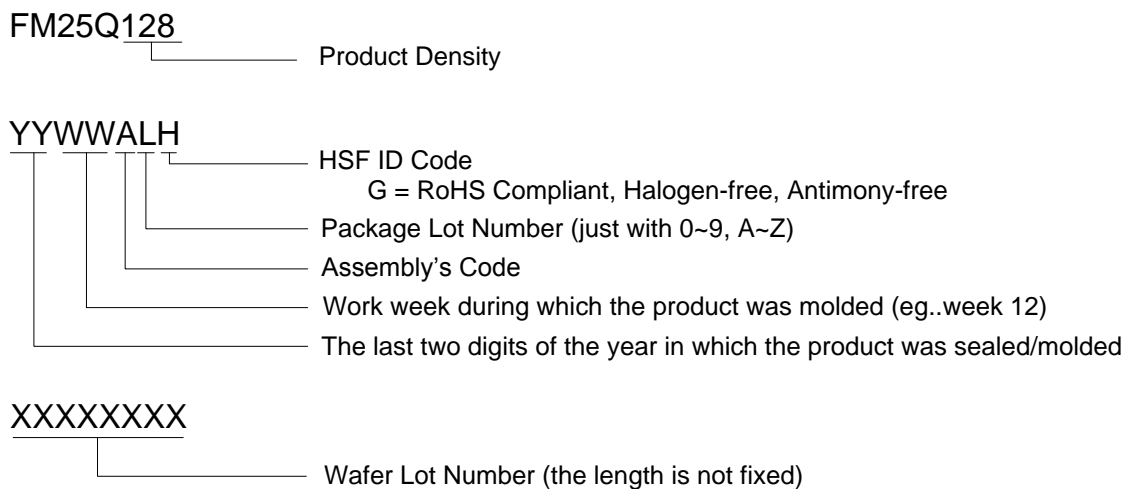 FM25Q128
Product Density
YYWWALH
HSF ID Code
G = RoHS Compliant, Halogen-free, Antimony-free
Package Lot Number (just with 0~9, A~Z)
Assembly’s Code
Work week during which the product was molded (eg..week 12)
The last two digits of the year in which the product was sealed/molded
XXXXXXXX
Wafer Lot Number (the length is not fixed)